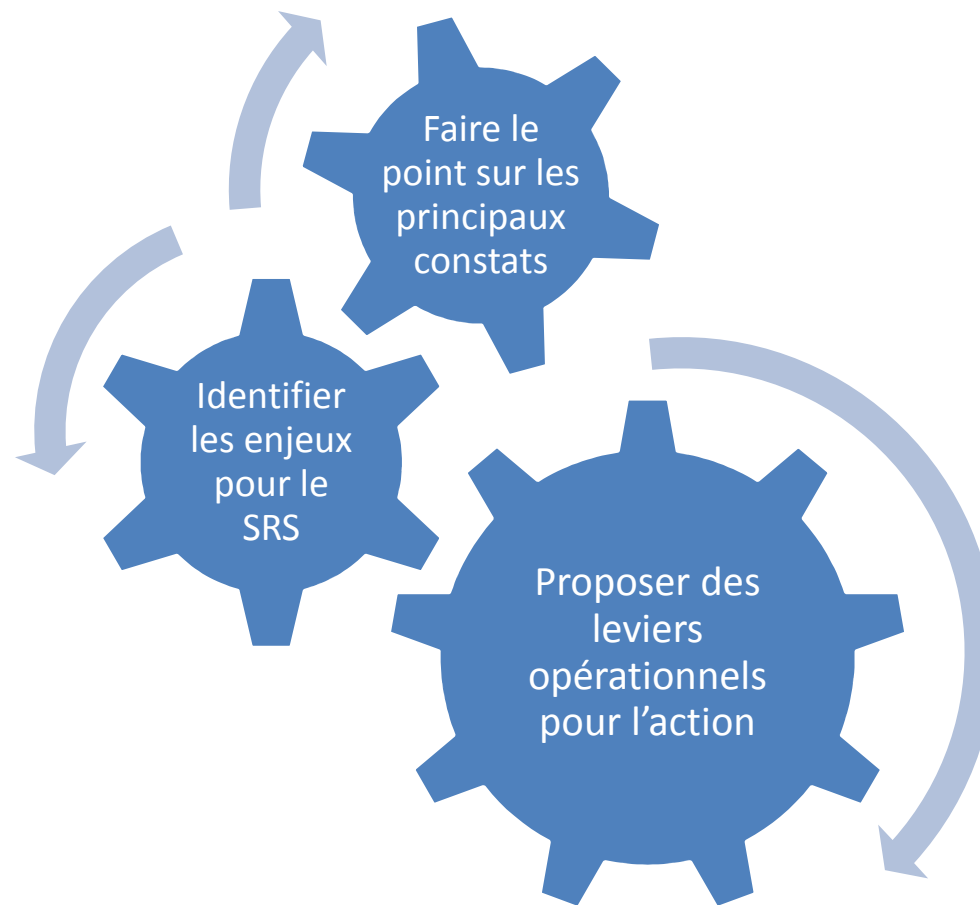 Faire le
point sur les
principaux
constats
Identifier
les enjeux
pour le
SRS
Proposer des
leviers
opérationnels
pour l’action